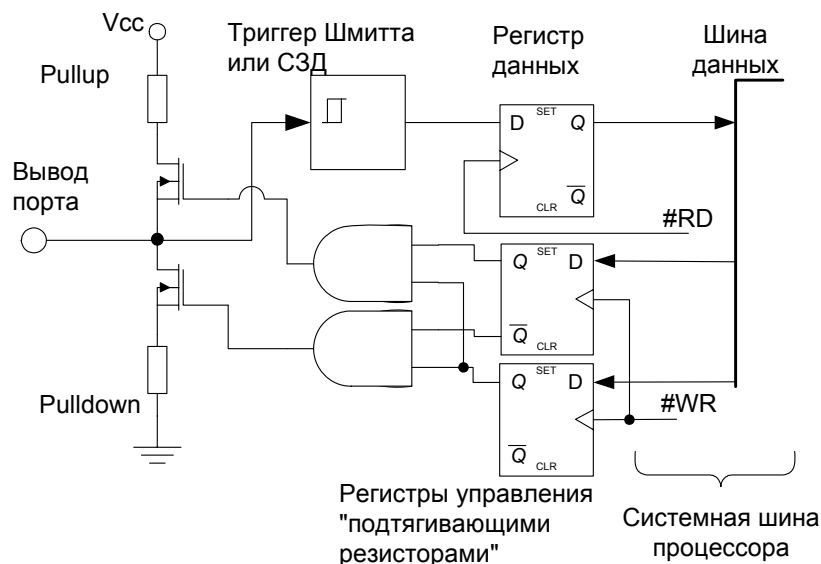 Vcc
Триггер Шмитта
или СЗД
Регистр
данных
Шина
данных
Pullup
D
SET
Q
Q
CLR
Вывод
порта
#RD
Q
SET
D
Q
CLR
Q
SET
D
Q
CLR
#WR
Pulldown
Регистры управления
"подтягивающими
резисторами"
Системная шина
процессора